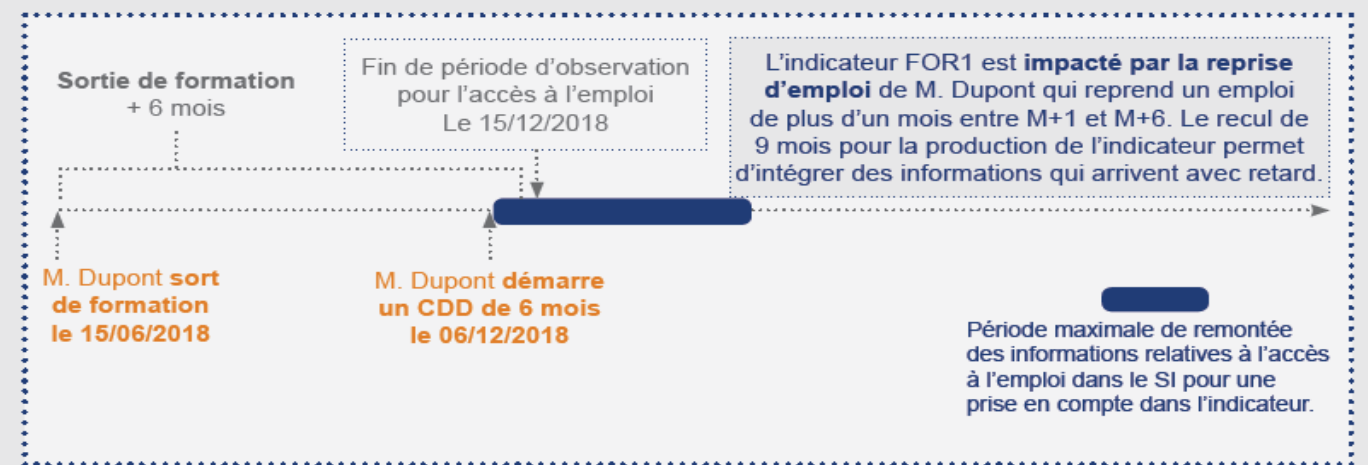 Sortie de formation
+ 6 mois
Fin de période d'observation
pour l'accès à l'emploi
Le 15/12/2018
L'indicateur FOR1 est impacté par la reprise
d'emploi de M. Dupont qui reprend un emploi
de plus d'un mois entre M+1 et M+6. Le recul de
9 mois pour la production de l'indicateur permet
d'intégrer des informations qui arrivent avec retard.
M. Dupont sort
de formation
le 15/06/2018
M. Dupont démarre
un CDD de 6 mois
le 06/12/2018
Période maximale de remontée
des informations relatives à l'accès
à l'emploi dans le SI pour une
prise en compte dans l'indicateur.